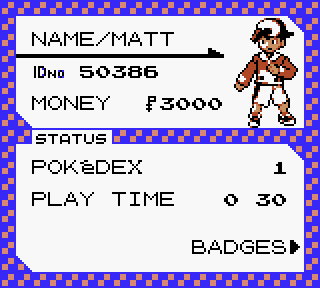 NAME/MATT
IDNo 50386
MONEY ₽3000
STATUS
POKéDEX 1
PLAY TIME 0 30
BADGES▶